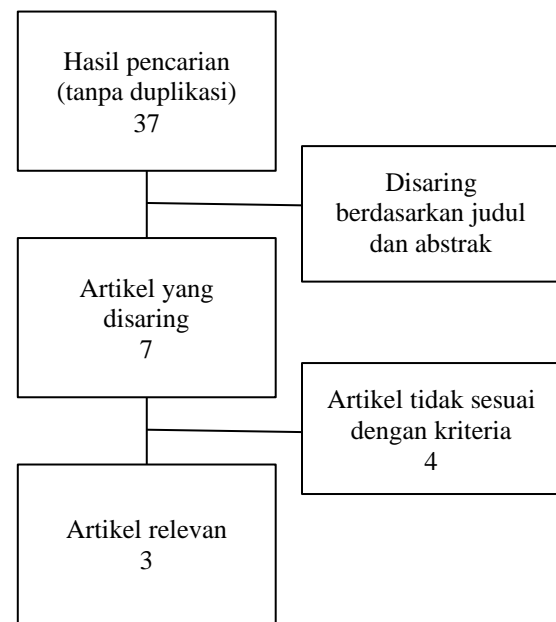 Hasil pencarian
(tanpa duplikasi)
37
Disaring
berdasarkan judul
dan abstrak
Artikel yang
disaring
7
Artikel tidak sesuai
dengan kriteria
4
Artikel relevan
3